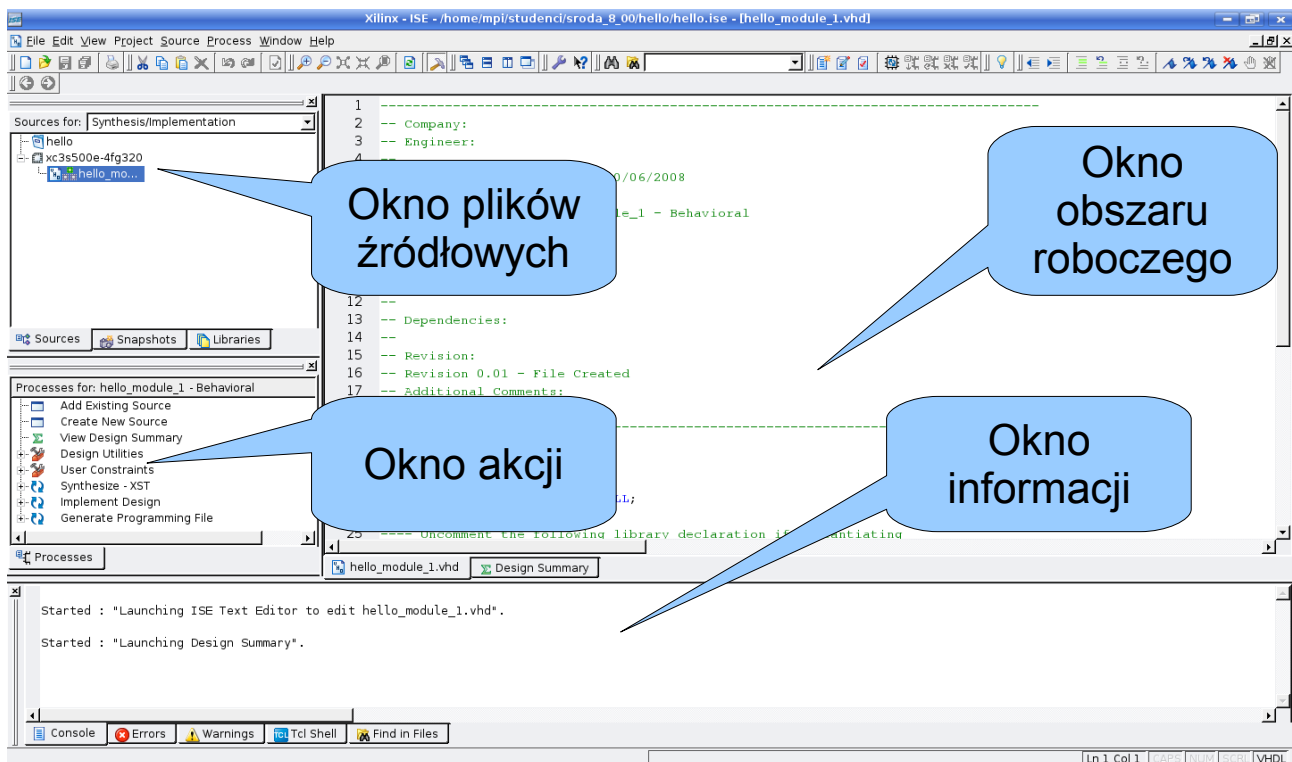 Xilinx - ISE - /home/mpi/studenci/sroda_8_00/hello/hello.ise - [hello_module_1.vhd]
File Edit View Project Source Process Window Help
Sources for: Synthesis/Implementation
hello
xc3s500e-4fg320
hello_mo...
Sources Snapshots Libraries
Processes for: hello_module_1 - Behavioral
Add Existing Source
Create New Source
View Design Summary
Design Utilities
User Constraints
Synthesize - XST
Implement Design
Generate Programming File
Processes
1 ----------------------------------------------------------------------------------
2 -- Company:
3 -- Engineer:
4 --
0/06/2008
le_1 - Behavioral
12 --
13 -- Dependencies:
14 --
15 -- Revision:
16 -- Revision 0.01 - File Created
17 -- Additional Comments:
LL;
25 ---- Uncomment the following library declaration if antiating
hello_module_1.vhd Design Summary
Okno plików
źródłowych
Okno
obszaru
roboczego
Okno akcji
Okno
informacji
Started : "Launching ISE Text Editor to edit hello_module_1.vhd".
Started : "Launching Design Summary".
Console Errors Warnings Tcl Shell Find in Files
Ln 1 Col 1 CAPS NUM SCRL VHDL